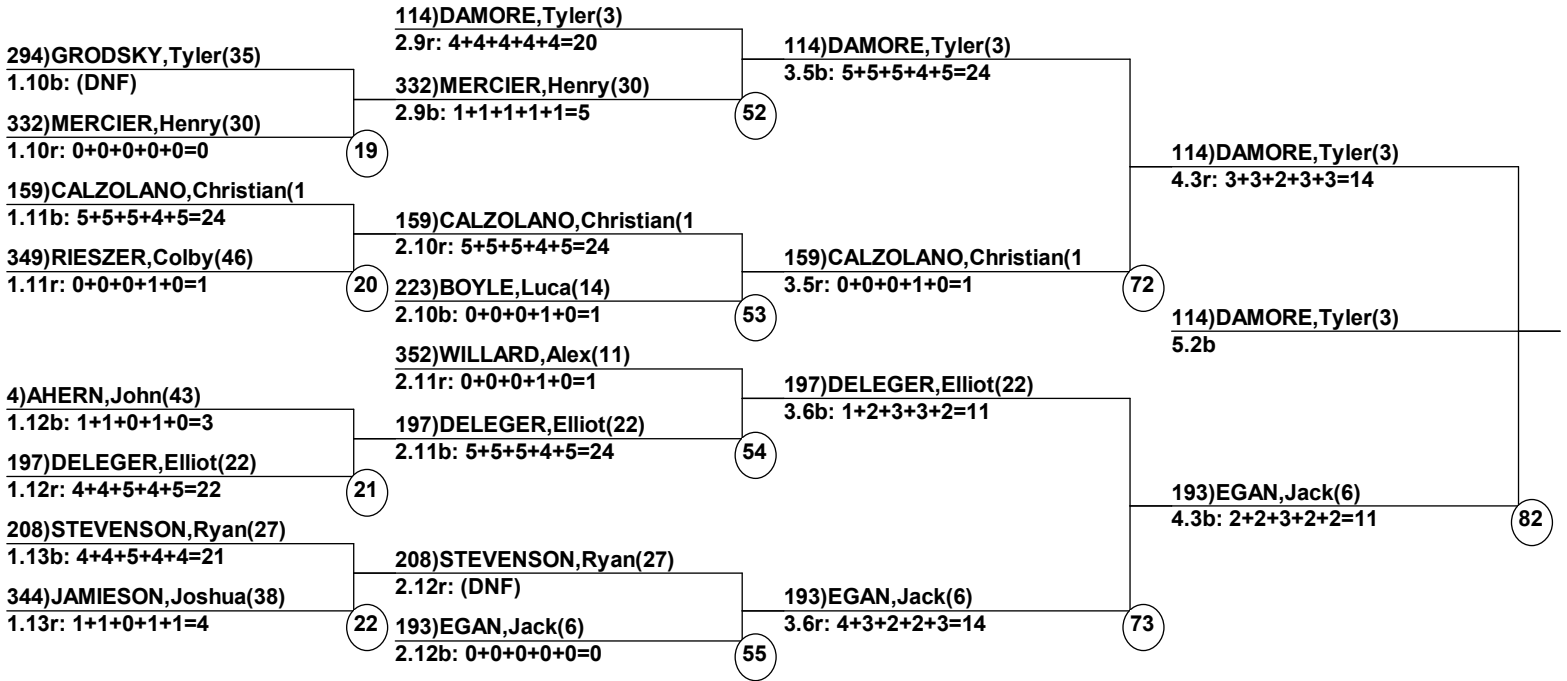 114)DAMORE,Tyler(3)
2.9r: 4+4+4+4+4=20
294)GRODSKY,Tyler(35)
1.10b: (DNF)
332)MERCIER,Henry(30)
1.10r: 0+0+0+0+0=0
19
332)MERCIER,Henry(30)
2.9b: 1+1+1+1+1=5
52
114)DAMORE,Tyler(3)
3.5b: 5+5+5+4+5=24
159)CALZOLANO,Christian(1
1.11b: 5+5+5+4+5=24
349)RIESZER,Colby(46)
1.11r: 0+0+0+1+0=1
20
159)CALZOLANO,Christian(1
2.10r: 5+5+5+4+5=24
223)BOYLE,Luca(14)
2.10b: 0+0+0+1+0=1
53
159)CALZOLANO,Christian(1
3.5r: 0+0+0+1+0=1
72
114)DAMORE,Tyler(3)
4.3r: 3+3+2+3+3=14
114)DAMORE,Tyler(3)
5.2b
352)WILLARD,Alex(11)
2.11r: 0+0+0+1+0=1
4)AHERN,John(43)
1.12b: 1+1+0+1+0=3
197)DELEGER,Elliot(22)
1.12r: 4+4+5+4+5=22
21
197)DELEGER,Elliot(22)
2.11b: 5+5+5+4+5=24
54
197)DELEGER,Elliot(22)
3.6b: 1+2+3+3+2=11
208)STEVENSON,Ryan(27)
1.13b: 4+4+5+4+4=21
344)JAMIESON,Joshua(38)
1.13r: 1+1+0+1+1=4
22
208)STEVENSON,Ryan(27)
2.12r: (DNF)
193)EGAN,Jack(6)
2.12b: 0+0+0+0+0=0
55
193)EGAN,Jack(6)
3.6r: 4+3+2+2+3=14
73
193)EGAN,Jack(6)
4.3b: 2+2+3+2+2=11
82